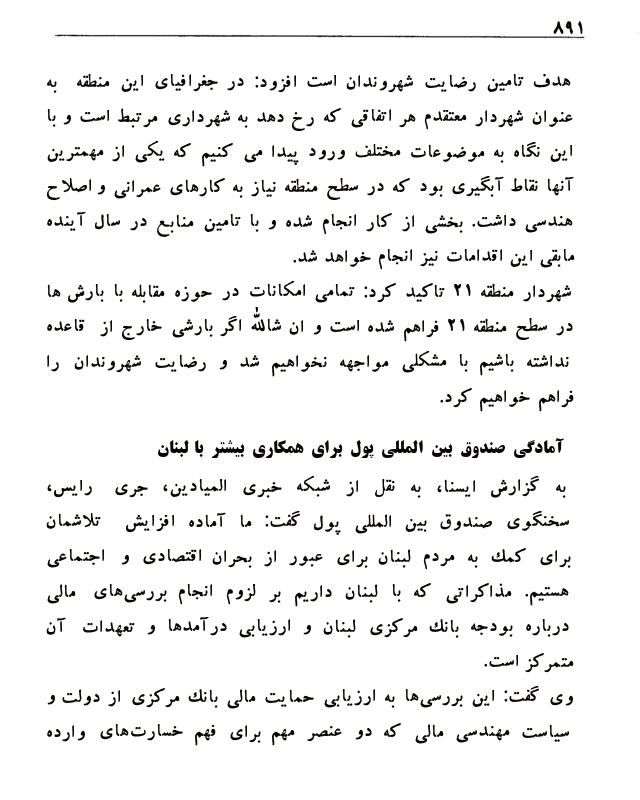 ۸۹۱
هدف تامین رضایت شهروندان است افزود: در جغرافیای این منطقه به
عنوان شهردار معتقدم هر اتفاقی که رخ دهد به شهرداری مرتبط است و با
این نگاه به موضوعات مختلف ورود پیدا می کنیم که یکی از مهمترین
آنها نقاط آبگیری بود که در سطح منطقه نیاز به کارهای عمرانی و اصلاح
هندسی داشت. بخشی از کار انجام شده و با تامین منابع در سال آینده
مابقی این اقدامات نیز انجام خواهد شد.
شهردار منطقه ۲۱ تاکید کرد: تمامی امکانات در حوزه مقابله با بارش ها
در سطح منطقه ۲۱ فراهم شده است و ان شالله اگر بارشی خارج از قاعده
نداشته باشیم با مشکلی مواجهه نخواهیم شد و رضایت شهروندان را
فراهم خواهیم کرد.
آمادگی صندوق بین المللی پول برای همکاری بیشتر با لبنان
به گزارش ایسنا، به نقل از شبکه خبری المیادین، جری رایس،
سخنگوی صندوق بین المللی پول گفت: ما آماده افزایش تلاشمان
برای کمک به مردم لبنان برای عبور از بحران اقتصادی و اجتماعی
هستیم. مذاکراتی که با لبنان داریم بر لزوم انجام بررسی‌های مالی
درباره بودجه بانک مرکزی لبنان و ارزیابی درآمدها و تعهدات آن
متمرکز است.
وی گفت: این بررسی‌ها به ارزیابی حمایت مالی بانک مرکزی از دولت و
سیاست مهندسی مالی که دو عنصر مهم برای فهم خسارت‌های وارده